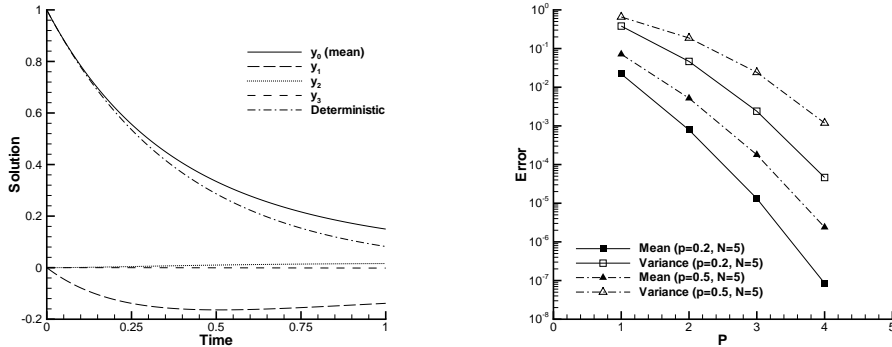 1
0.8
0.6
0.4
0.2
0
-0.2
Solution
0
0.25
0.5
0.75
1
Time
y0 (mean)
y1
y2
y3
Deterministic
10^1
10^0
10^-1
10^-2
10^-3
10^-4
10^-5
10^-6
10^-7
10^-8
Error
0
1
2
3
4
5
P
Mean (p=0.2, N=5)
Variance (p=0.2, N=5)
Mean (p=0.5, N=5)
Variance (p=0.5, N=5)